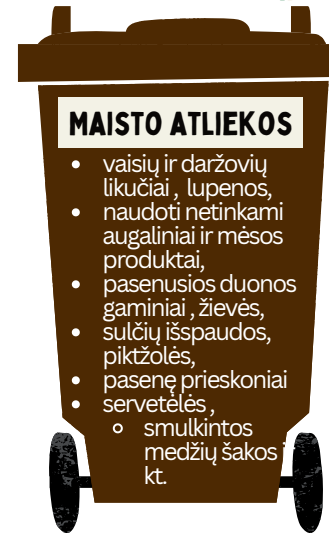 MAISTO ATLIEKOS
• vaisių ir daržovių
likučiai , lupenos,
• naudoti netinkami
augaliniai ir mėsos
produktai,
• pasenusios duonos
gaminiai , žievės,
• sulčių išspaudos,
piktžolės,
• pasenę prieskoniai
• servetėlės ,
◦ smulkintos
medžių šakos i
kt.